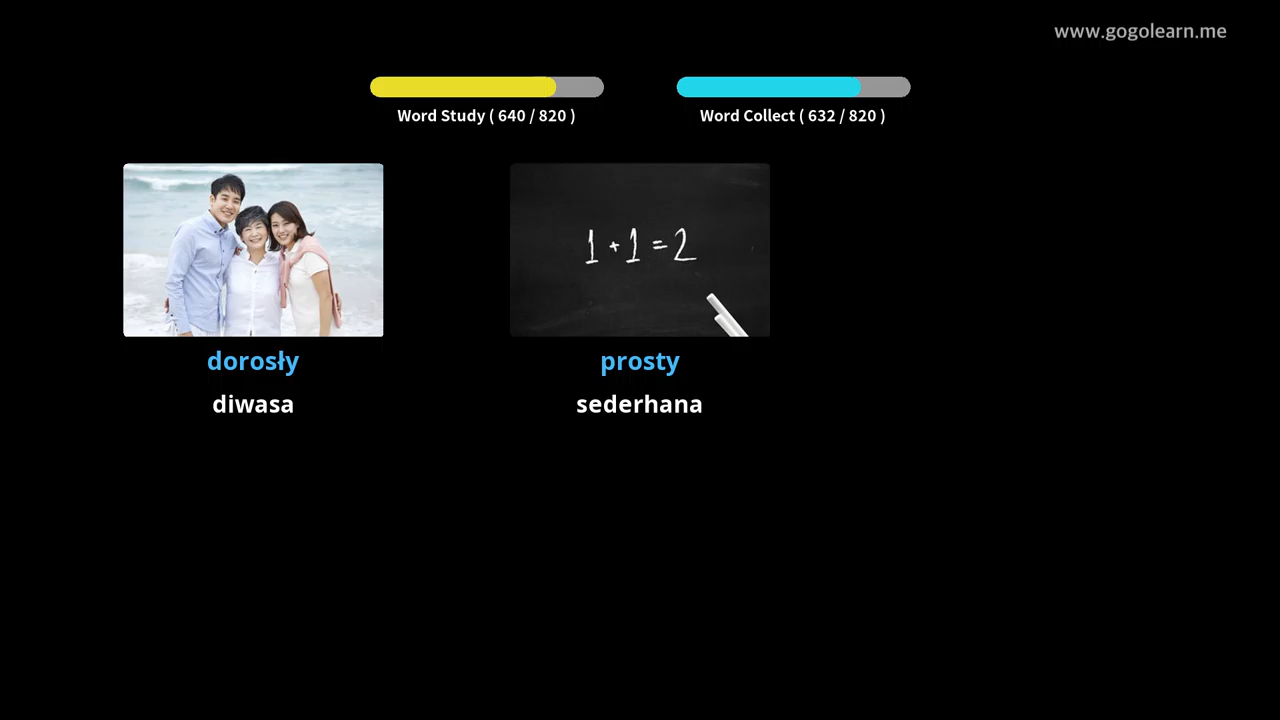 www.gogolearn.me
Word Study ( 640 / 820 )
Word Collect ( 632 / 820 )
1 + 1 = 2
dorosły
prosty
diwasa
sederhana